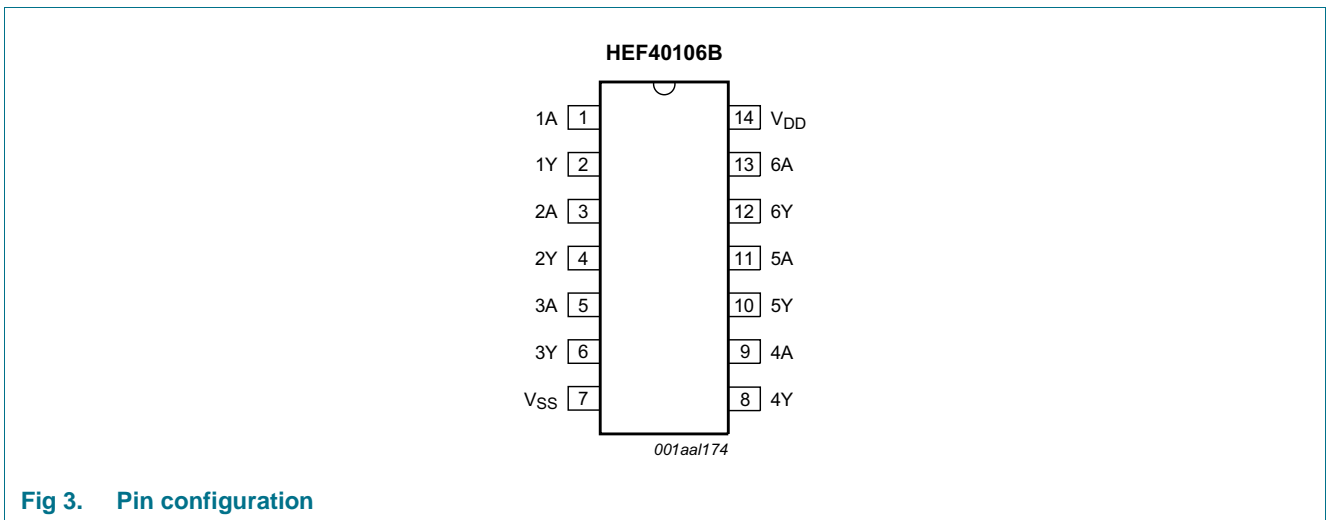 HEF40106B
1A 1 14 VDD
1Y 2 13 6A
2A 3 12 6Y
2Y 4 11 5A
3A 5 10 5Y
3Y 6 9 4A
VSS 7 8 4Y
001aal174
Fig 3. Pin configuration